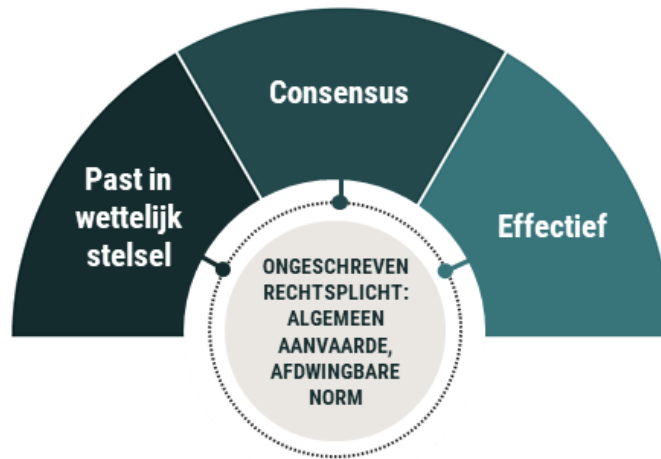 Consensus
Past in
wettelijk
stelsel
Effectief
ONGESCHREVEN
RECHTSPLICHT:
ALGEMEEN
AANVAARDE,
AFDWINGBARE
NORM